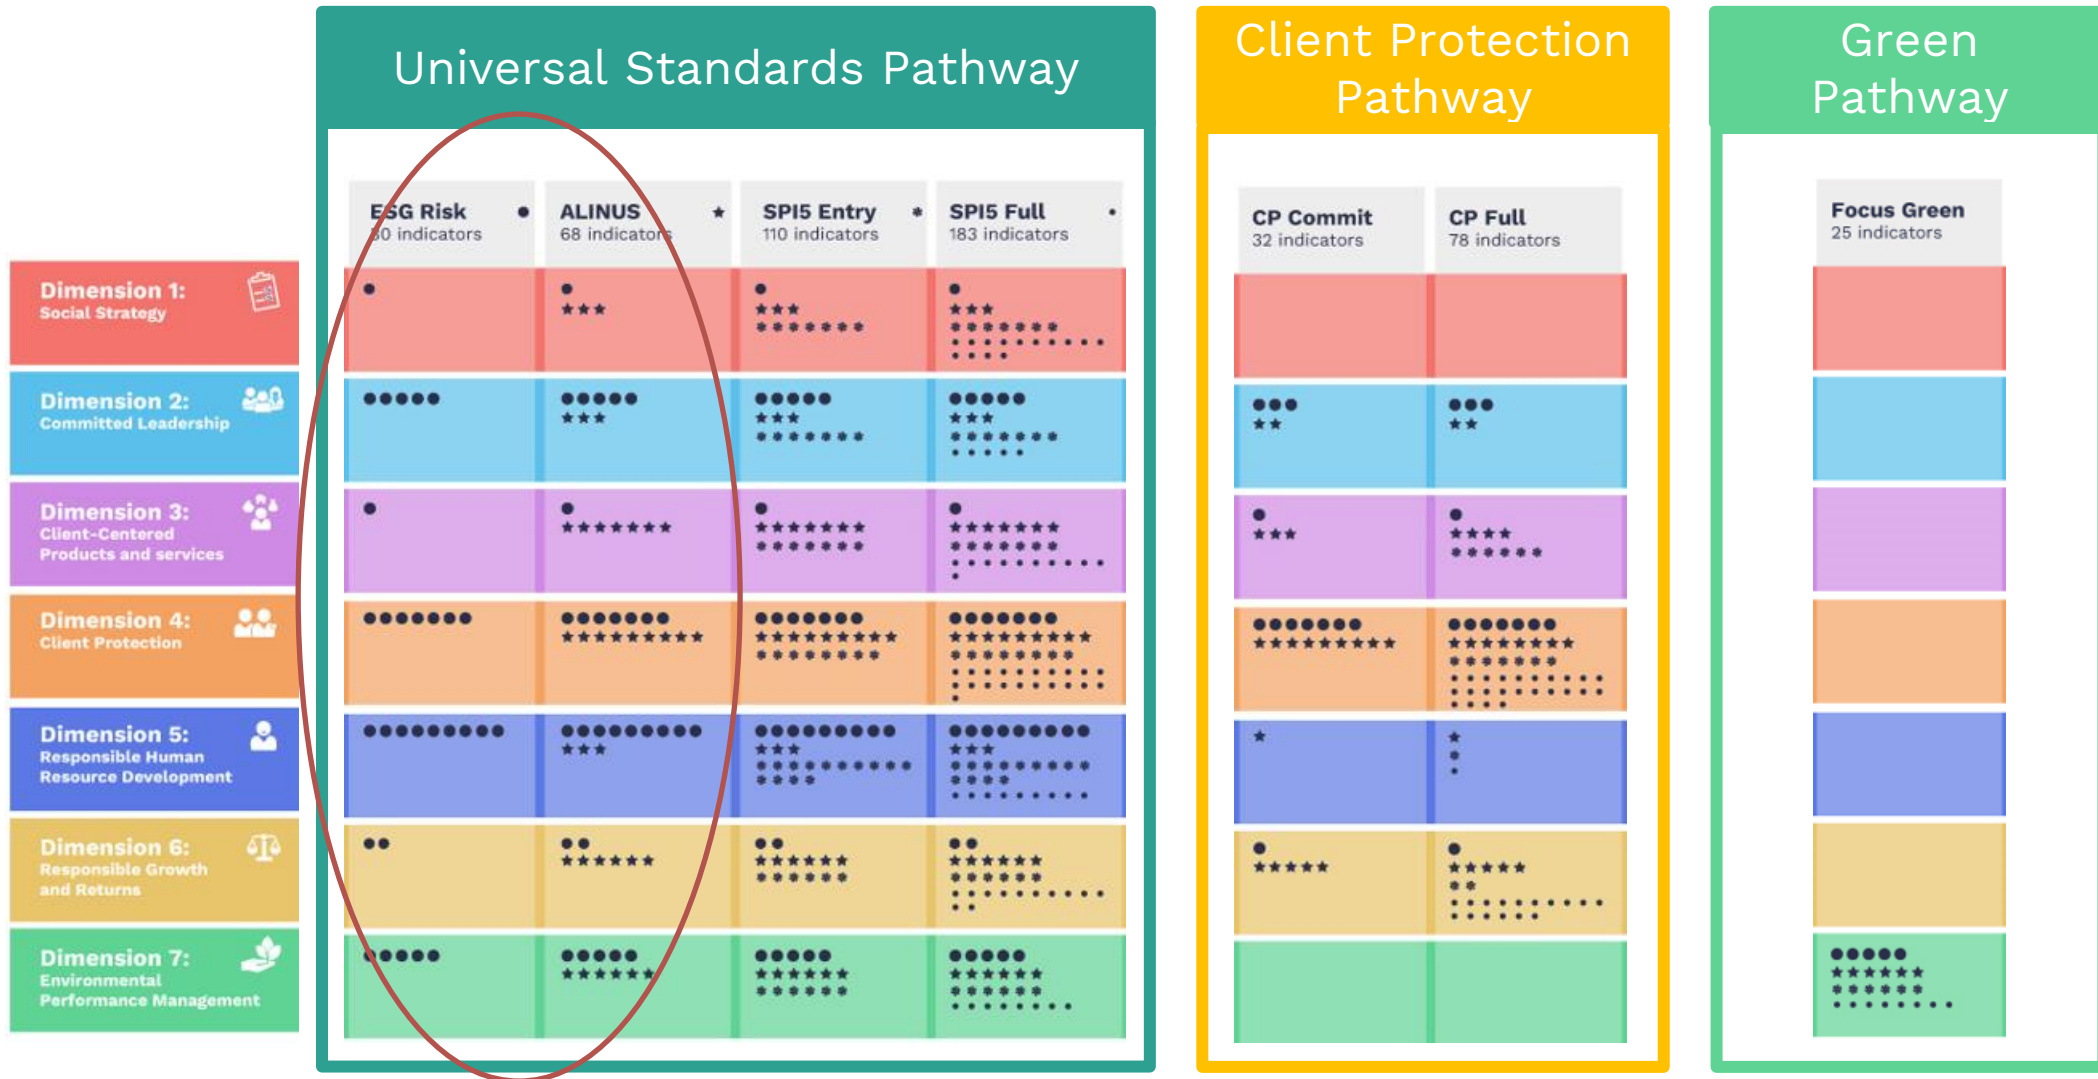 Universal Standards Pathway
Client Protection
Pathway
Green
Pathway
ESG Risk
30 indicators
ALINUS
68 indicators
SPI5 Entry
110 indicators
SPI5 Full
183 indicators
CP Commit
32 indicators
CP Full
78 indicators
Focus Green
25 indicators
Dimension 1:
Social Strategy
Dimension 2:
Committed Leadership
Dimension 3:
Client-Centered
Products and services
Dimension 4:
Client Protection
Dimension 5:
Responsible Human
Resource Development
Dimension 6:
Responsible Growth
and Returns
Dimension 7:
Environmental
Performance Management